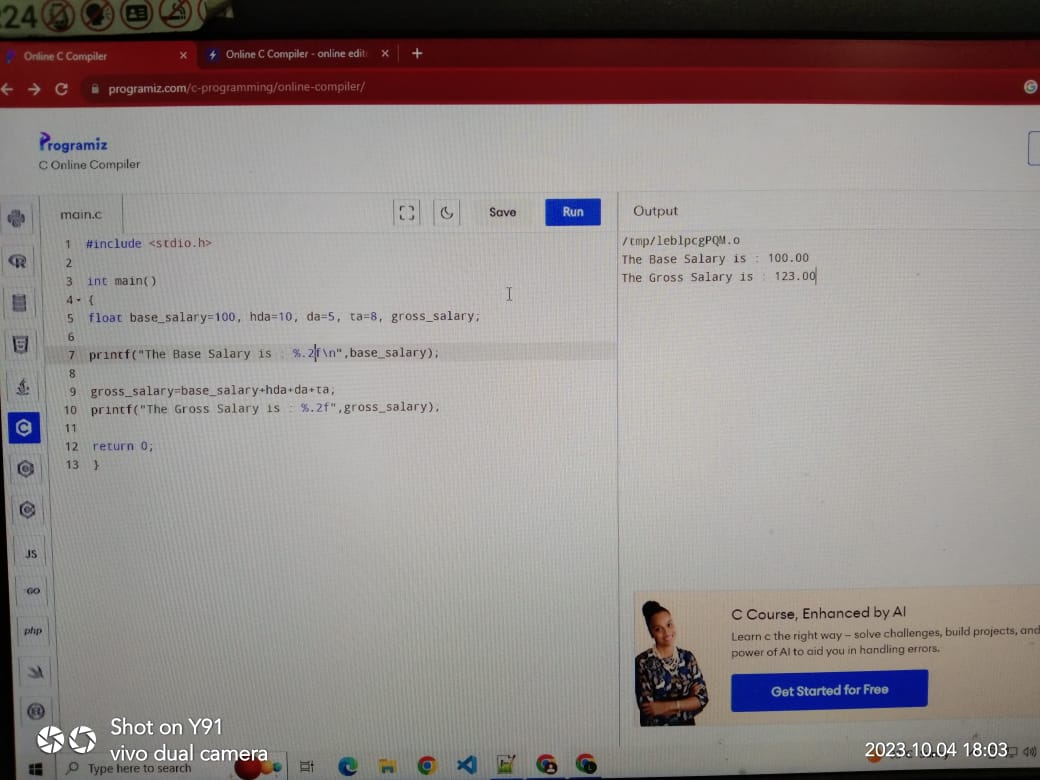 :24
Online C Compiler
Online C Compiler - online edit
programiz.com/c-programming/online-compiler/
Programiz
C Online Compiler
main.c
Save
Run
Output
1 #include <stdio.h>
2
3 int main()
4 {
5 float base_salary=100, hda=10, da=5, ta=8, gross_salary;
6
7 printf("The Base Salary is : %.2f\n",base_salary);
8
9 gross_salary=base_salary+hda+da+ta;
10 printf("The Gross Salary is : %.2f",gross_salary);
11
12 return 0;
13 }
/tmp/leblpcgPQM.o
The Base Salary is : 100.00
The Gross Salary is : 123.00
JS
GO
php
C Course, Enhanced by AI
Learn c the right way – solve challenges, build projects, and
power of AI to aid you in handling errors.
Get Started for Free
Shot on Y91
vivo dual camera
2023.10.04 18:03
Type here to search